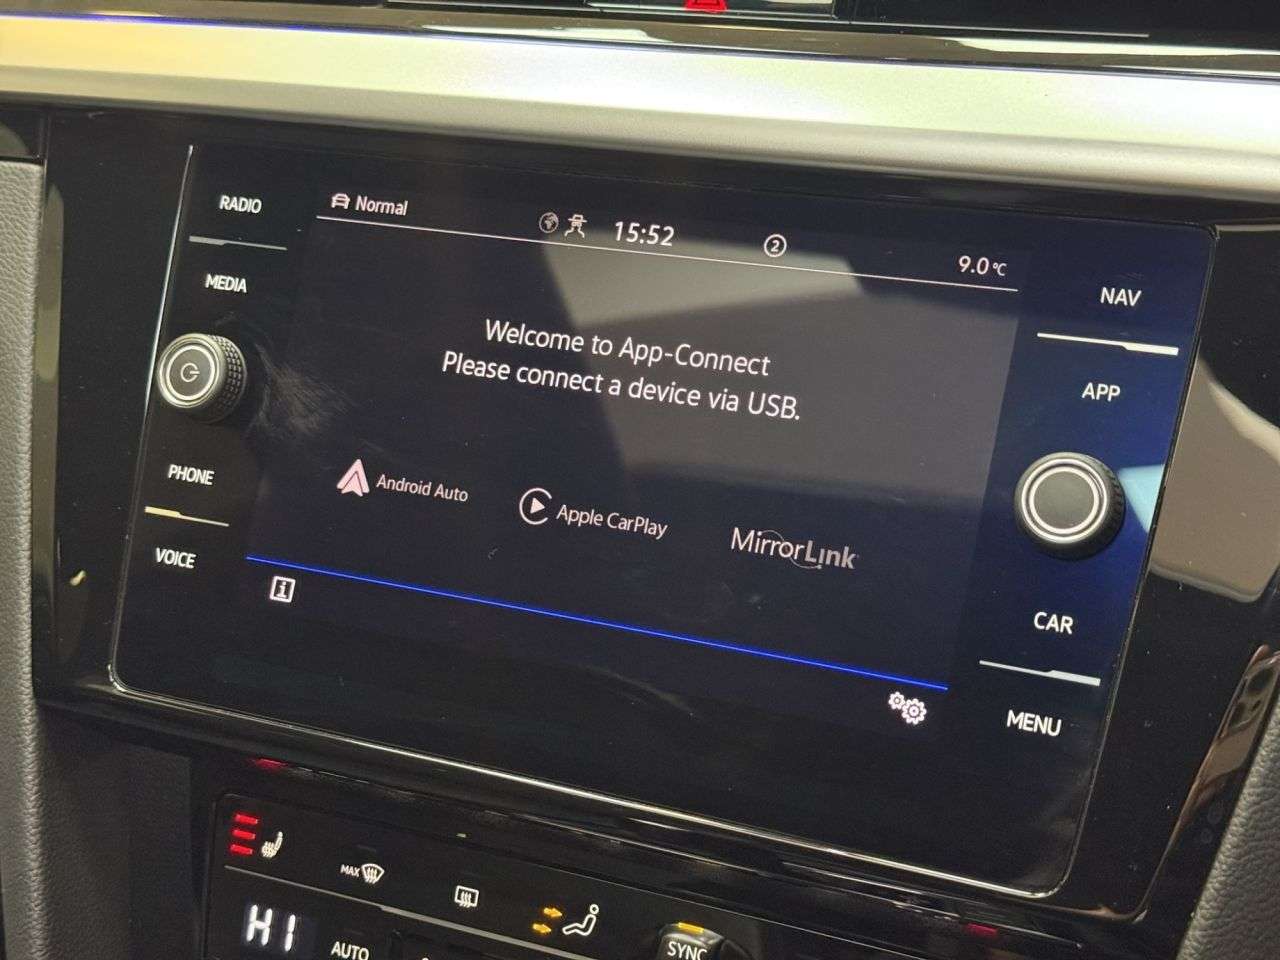 RADIO
MEDIA
PHONE
VOICE
Normal
15:52
2
9.0 °C
Welcome to App-Connect
Please connect a device via USB.
Android Auto
Apple CarPlay
MirrorLink
i
NAV
APP
CAR
MENU
MAX
HI
AUTO
SYNC